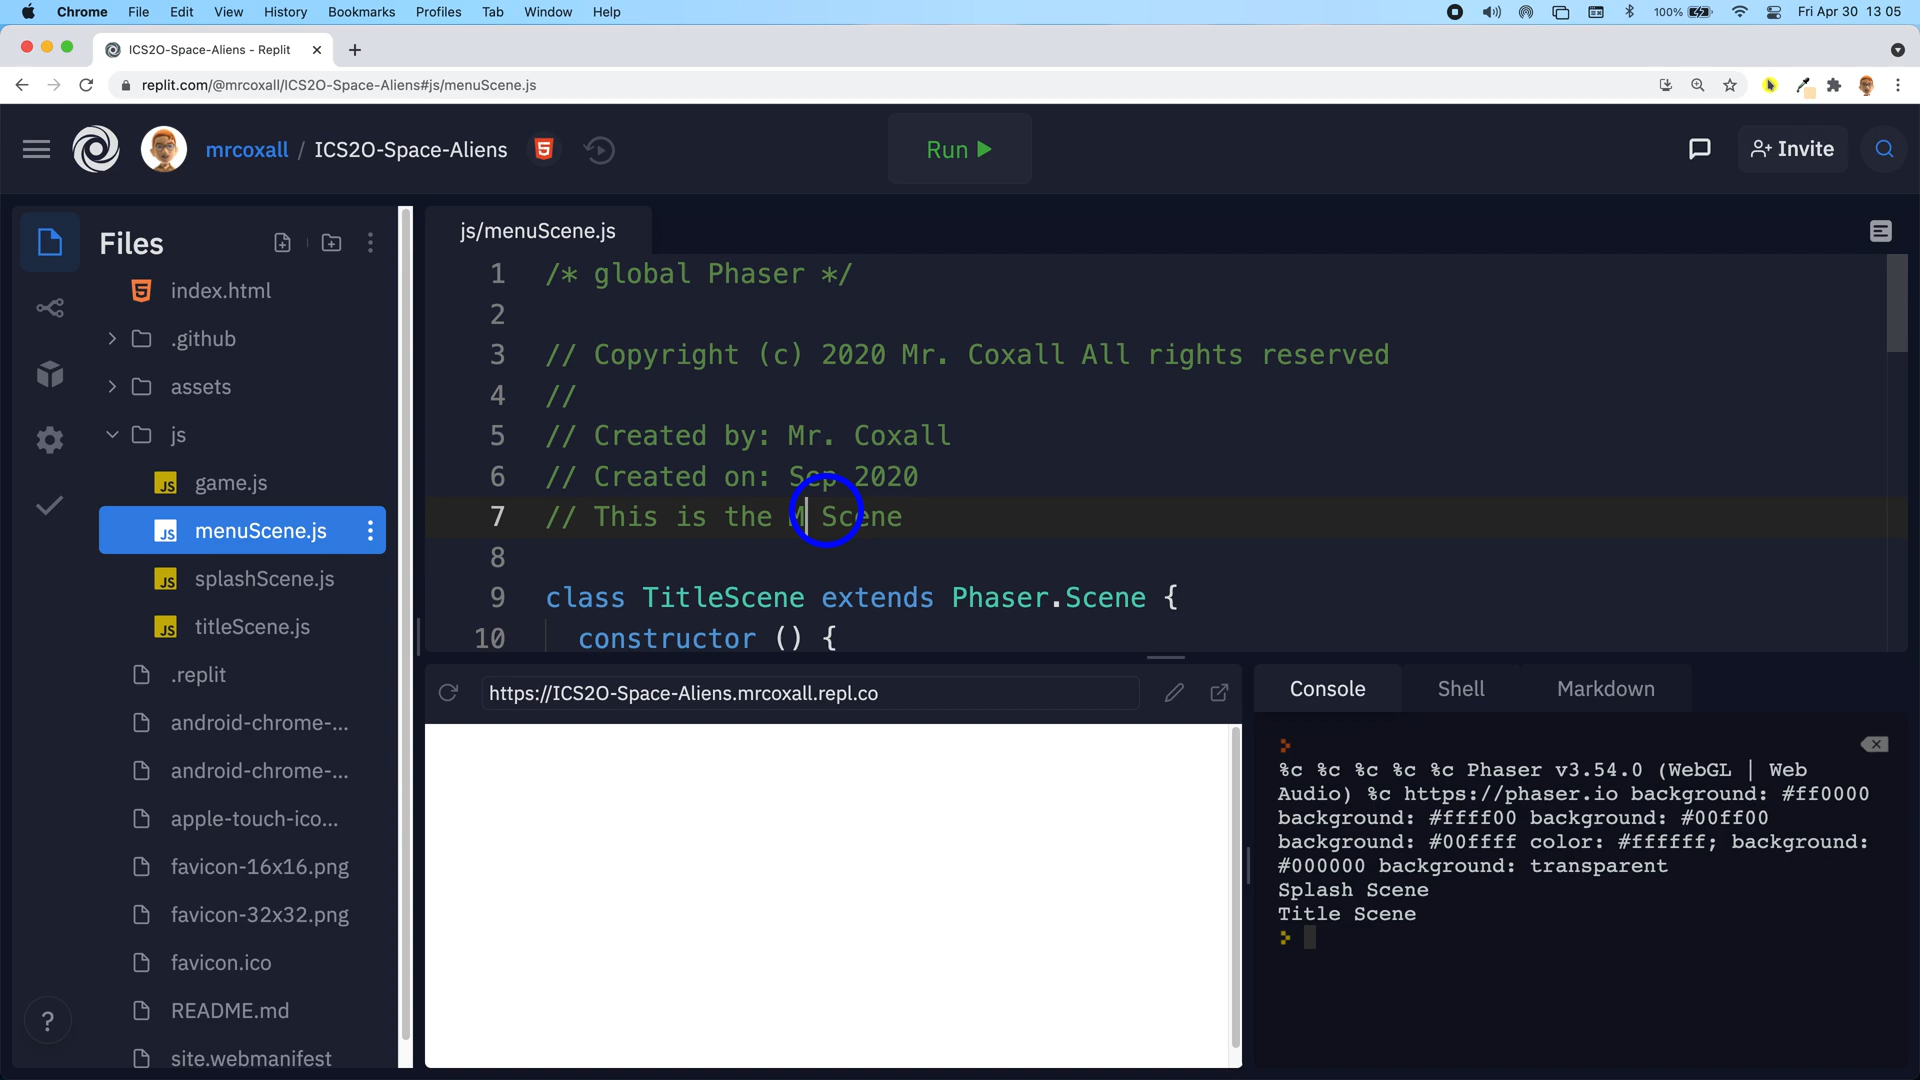 Chrome File Edit View History Bookmarks Profiles Tab Window Help 100% Fri Apr 30 13 05
ICS2O-Space-Aliens - Replit
replit.com/@mrcoxall/ICS2O-Space-Aliens#js/menuScene.js
mrcoxall / ICS2O-Space-Aliens
Run
Invite
Files
index.html
.github
assets
js
game.js
menuScene.js
splashScene.js
titleScene.js
.replit
android-chrome-...
android-chrome-...
apple-touch-ico...
favicon-16x16.png
favicon-32x32.png
favicon.ico
README.md
site.webmanifest
?
js/menuScene.js
1 /* global Phaser */
2
3 // Copyright (c) 2020 Mr. Coxall All rights reserved
4 //
5 // Created by: Mr. Coxall
6 // Created on: Sep 2020
7 // This is the M Scene
8
9 class TitleScene extends Phaser.Scene {
10 constructor () {
https://ICS2O-Space-Aliens.mrcoxall.repl.co
Console Shell Markdown
>
%c %c %c %c %c Phaser v3.54.0 (WebGL | Web
Audio) %c https://phaser.io background: #ff0000
background: #ffff00 background: #00ff00
background: #00ffff color: #ffffff; background:
#000000 background: transparent
Splash Scene
Title Scene
>